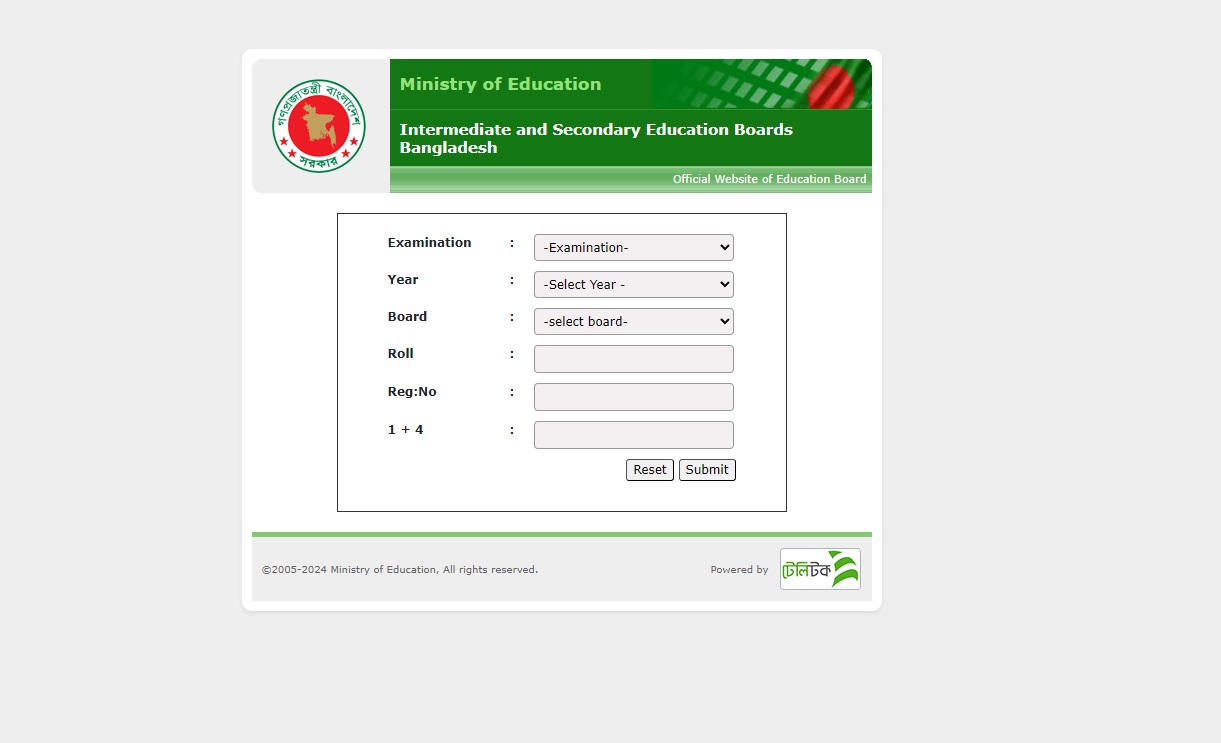 গণপ্রজাতন্ত্রী বাংলাদেশ
সরকার
Ministry of Education
Intermediate and Secondary Education Boards
Bangladesh
Official Website of Education Board
Examination : -Examination-
Year : -Select Year -
Board : -select board-
Roll :
Reg:No :
1 + 4 :
Reset Submit
©2005-2024 Ministry of Education, All rights reserved. Powered by টেলিটক